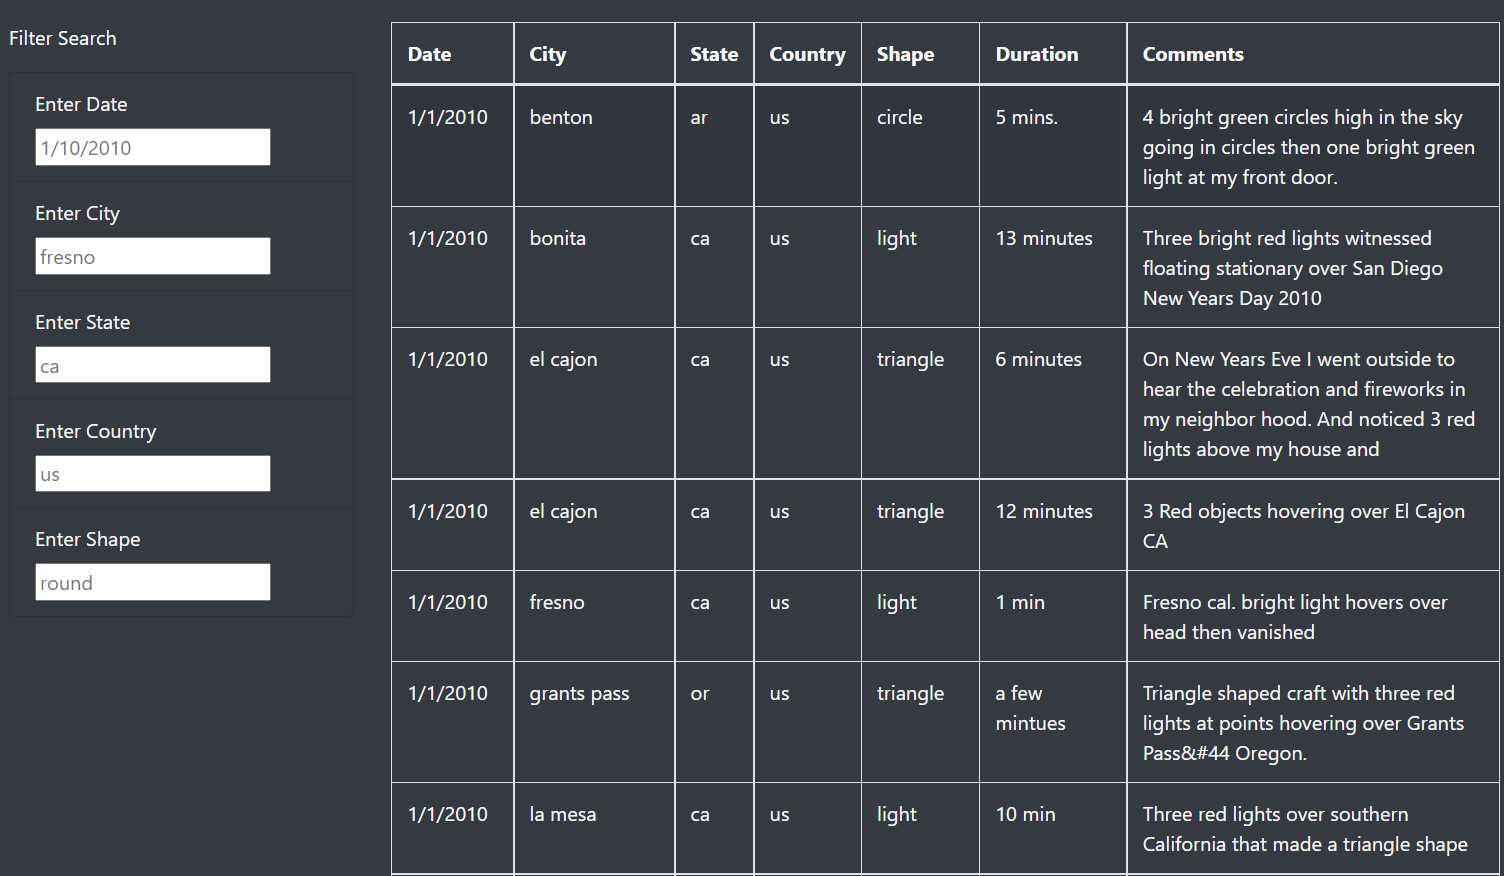 Filter Search
Enter Date
1/10/2010
Enter City
fresno
Enter State
ca
Enter Country
us
Enter Shape
round
Date City State Country Shape Duration Comments
1/1/2010 benton ar us circle 5 mins. 4 bright green circles high in the sky
going in circles then one bright green
light at my front door.
1/1/2010 bonita ca us light 13 minutes Three bright red lights witnessed
floating stationary over San Diego
New Years Day 2010
1/1/2010 el cajon ca us triangle 6 minutes On New Years Eve I went outside to
hear the celebration and fireworks in
my neighbor hood. And noticed 3 red
lights above my house and
1/1/2010 el cajon ca us triangle 12 minutes 3 Red objects hovering over El Cajon
CA
1/1/2010 fresno ca us light 1 min Fresno cal. bright light hovers over
head then vanished
1/1/2010 grants pass or us triangle a few Triangle shaped craft with three red
mintues lights at points hovering over Grants
Pass&#44 Oregon.
1/1/2010 la mesa ca us light 10 min Three red lights over southern
California that made a triangle shape